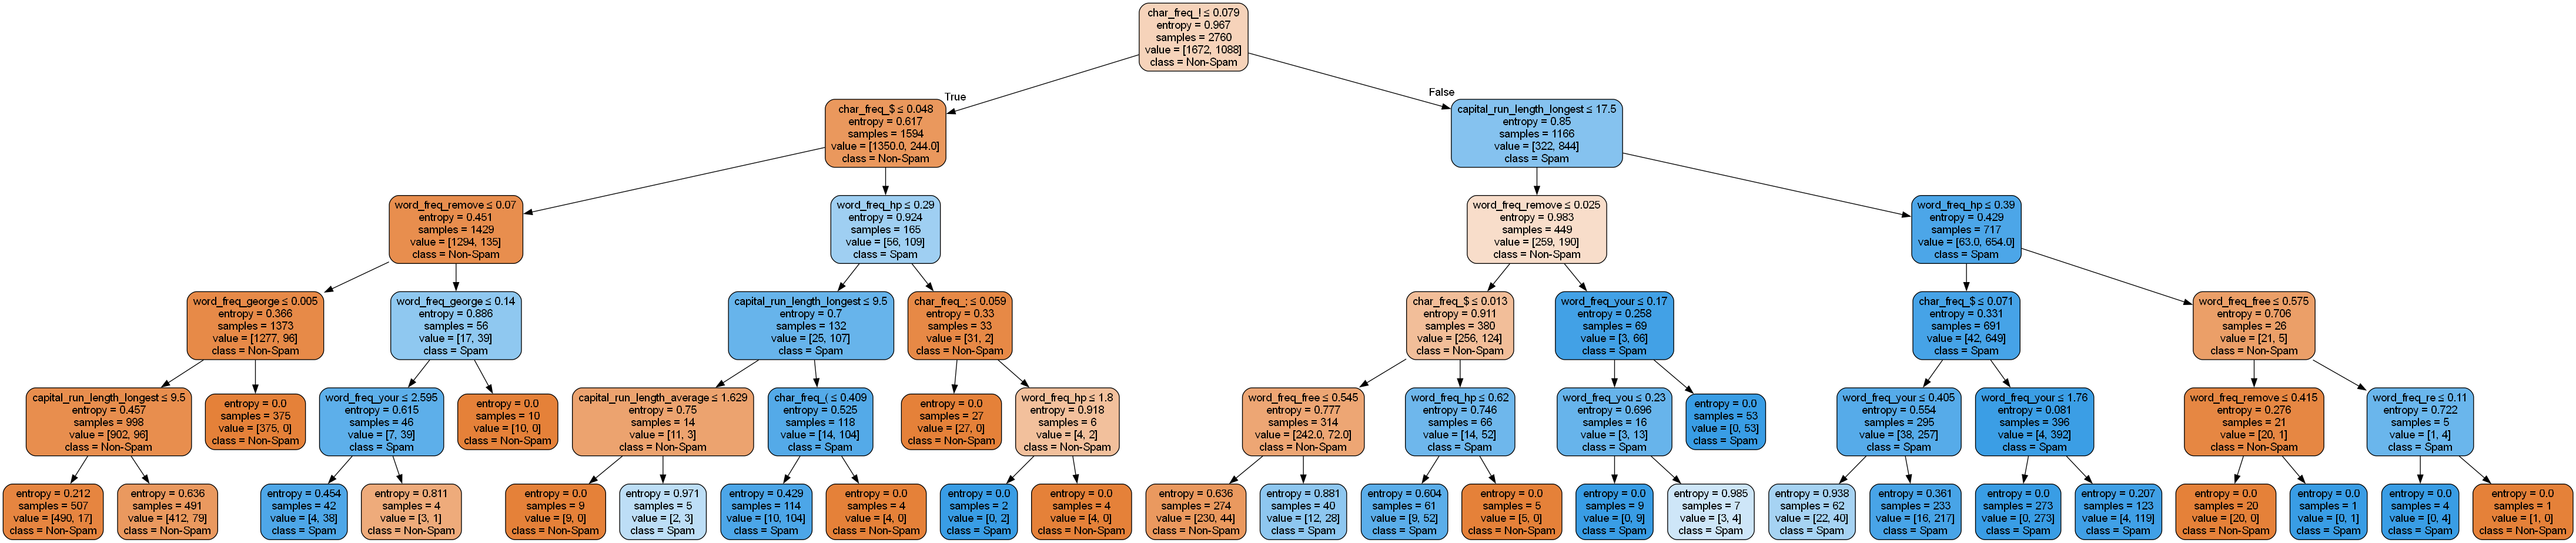 char_freq_! ≤ 0.079
entropy = 0.967
samples = 2760
value = [1672, 1088]
class = Non-Spam
True
False
char_freq_$ ≤ 0.048
entropy = 0.617
samples = 1594
value = [1350.0, 244.0]
class = Non-Spam
capital_run_length_longest ≤ 17.5
entropy = 0.85
samples = 1166
value = [322, 844]
class = Spam
word_freq_remove ≤ 0.07
entropy = 0.451
samples = 1429
value = [1294, 135]
class = Non-Spam
word_freq_hp ≤ 0.29
entropy = 0.924
samples = 165
value = [56, 109]
class = Spam
word_freq_remove ≤ 0.025
entropy = 0.983
samples = 449
value = [259, 190]
class = Non-Spam
word_freq_hp ≤ 0.39
entropy = 0.429
samples = 717
value = [63.0, 654.0]
class = Spam
word_freq_george ≤ 0.005
entropy = 0.366
samples = 1373
value = [1277, 96]
class = Non-Spam
word_freq_george ≤ 0.14
entropy = 0.886
samples = 56
value = [17, 39]
class = Spam
capital_run_length_longest ≤ 9.5
entropy = 0.7
samples = 132
value = [25, 107]
class = Spam
char_freq_; ≤ 0.059
entropy = 0.33
samples = 33
value = [31, 2]
class = Non-Spam
char_freq_$ ≤ 0.013
entropy = 0.911
samples = 380
value = [256, 124]
class = Non-Spam
word_freq_your ≤ 0.17
entropy = 0.258
samples = 69
value = [3, 66]
class = Spam
char_freq_$ ≤ 0.071
entropy = 0.331
samples = 691
value = [42, 649]
class = Spam
word_freq_free ≤ 0.575
entropy = 0.706
samples = 26
value = [21, 5]
class = Non-Spam
capital_run_length_longest ≤ 9.5
entropy = 0.457
samples = 998
value = [902, 96]
class = Non-Spam
entropy = 0.0
samples = 375
value = [375, 0]
class = Non-Spam
word_freq_your ≤ 2.595
entropy = 0.615
samples = 46
value = [7, 39]
class = Spam
entropy = 0.0
samples = 10
value = [10, 0]
class = Non-Spam
capital_run_length_average ≤ 1.629
entropy = 0.75
samples = 14
value = [11, 3]
class = Non-Spam
char_freq_( ≤ 0.409
entropy = 0.525
samples = 118
value = [14, 104]
class = Spam
entropy = 0.0
samples = 27
value = [27, 0]
class = Non-Spam
word_freq_hp ≤ 1.8
entropy = 0.918
samples = 6
value = [4, 2]
class = Non-Spam
word_freq_free ≤ 0.545
entropy = 0.777
samples = 314
value = [242.0, 72.0]
class = Non-Spam
word_freq_hp ≤ 0.62
entropy = 0.746
samples = 66
value = [14, 52]
class = Spam
word_freq_you ≤ 0.23
entropy = 0.696
samples = 16
value = [3, 13]
class = Spam
entropy = 0.0
samples = 53
value = [0, 53]
class = Spam
word_freq_your ≤ 0.405
entropy = 0.554
samples = 295
value = [38, 257]
class = Spam
word_freq_your ≤ 1.76
entropy = 0.081
samples = 396
value = [4, 392]
class = Spam
word_freq_remove ≤ 0.415
entropy = 0.276
samples = 21
value = [20, 1]
class = Non-Spam
word_freq_re ≤ 0.11
entropy = 0.722
samples = 5
value = [1, 4]
class = Spam
entropy = 0.212
samples = 507
value = [490, 17]
class = Non-Spam
entropy = 0.636
samples = 491
value = [412, 79]
class = Non-Spam
entropy = 0.454
samples = 42
value = [4, 38]
class = Spam
entropy = 0.811
samples = 4
value = [3, 1]
class = Non-Spam
entropy = 0.0
samples = 9
value = [9, 0]
class = Non-Spam
entropy = 0.971
samples = 5
value = [2, 3]
class = Spam
entropy = 0.429
samples = 114
value = [10, 104]
class = Spam
entropy = 0.0
samples = 4
value = [4, 0]
class = Non-Spam
entropy = 0.0
samples = 2
value = [0, 2]
class = Spam
entropy = 0.0
samples = 4
value = [4, 0]
class = Non-Spam
entropy = 0.636
samples = 274
value = [230, 44]
class = Non-Spam
entropy = 0.881
samples = 40
value = [12, 28]
class = Spam
entropy = 0.604
samples = 61
value = [9, 52]
class = Spam
entropy = 0.0
samples = 5
value = [5, 0]
class = Non-Spam
entropy = 0.0
samples = 9
value = [0, 9]
class = Spam
entropy = 0.985
samples = 7
value = [3, 4]
class = Spam
entropy = 0.938
samples = 62
value = [22, 40]
class = Spam
entropy = 0.361
samples = 233
value = [16, 217]
class = Spam
entropy = 0.0
samples = 273
value = [0, 273]
class = Spam
entropy = 0.207
samples = 123
value = [4, 119]
class = Spam
entropy = 0.0
samples = 20
value = [20, 0]
class = Non-Spam
entropy = 0.0
samples = 1
value = [0, 1]
class = Spam
entropy = 0.0
samples = 4
value = [0, 4]
class = Spam
entropy = 0.0
samples = 1
value = [1, 0]
class = Non-Spam